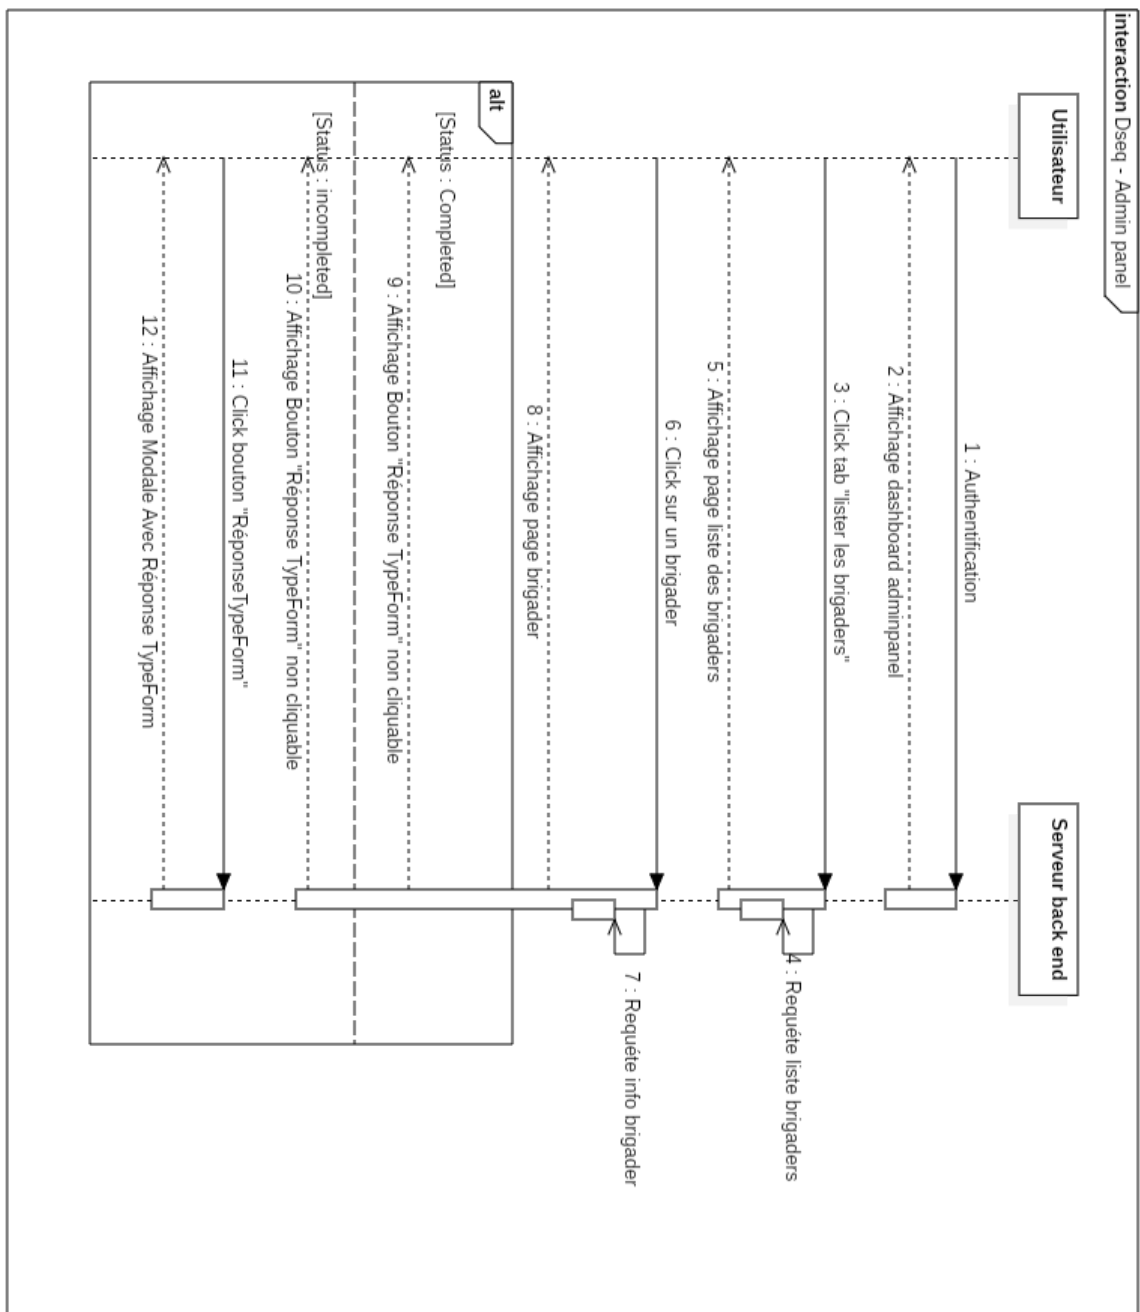 interaction Dseq - Admin panel
Utilisateur
Serveur back end
1 : Authentification
2 : Affichage dashboard adminpanel
3 : Click tab "lister les brigaders"
4 : Requéte liste brigaders
5 : Affichage page liste des brigaders
6 : Click sur un brigader
7 : Requéte info brigader
8 : Affichage page brigader
alt
[Status : Completed]
9 : Affichage Bouton "Réponse TypeForm" non cliquable
[Status : incompleted]
10 : Affichage Bouton "Réponse TypeForm" non cliquable
11 : Click bouton "RéponseTypeForm"
12 : Affichage Modale Avec Réponse TypeForm